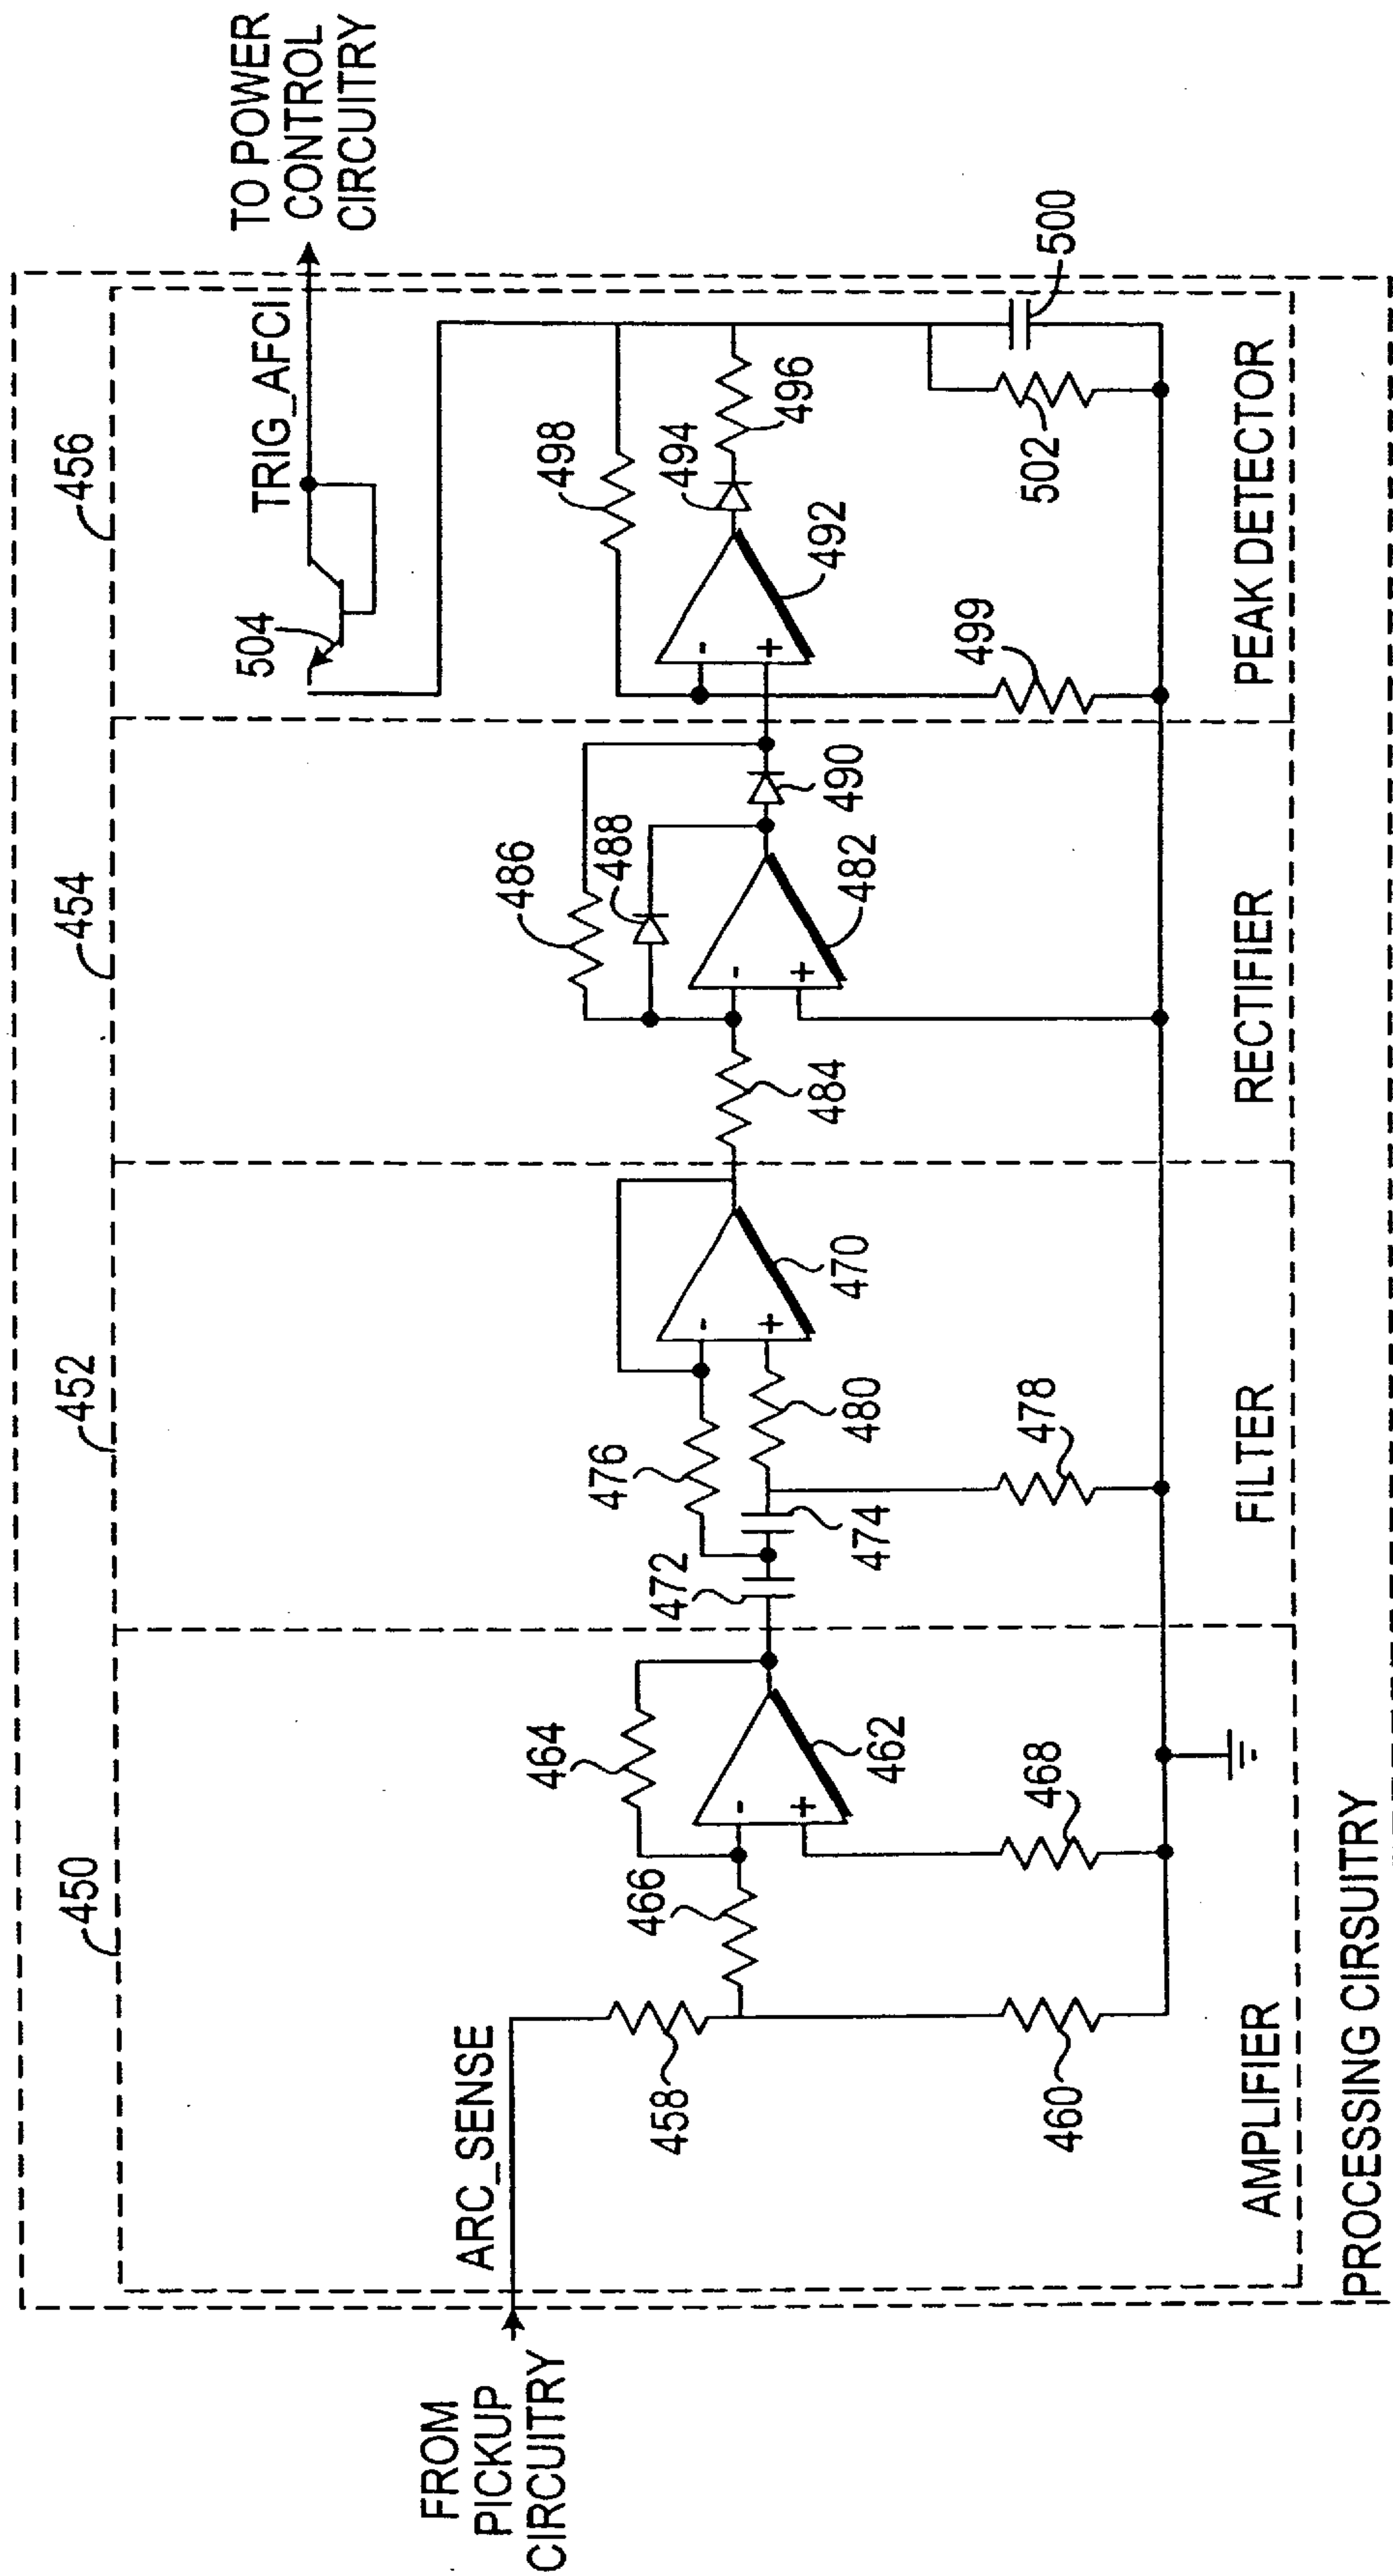 FROM
PICKUP
CIRCUITRY
ARC_SENSE
450
458
460
466
464
462
468
AMPLIFIER
452
472
474
476
480
470
478
FILTER
454
484
486
488
482
490
RECTIFIER
456
504
TRIG_AFCI
TO POWER
CONTROL
CIRCUITRY
498
494
496
492
499
502
500
PEAK DETECTOR
-
+
-
+
-
+
-
+
PROCESSING CIRSUITRY